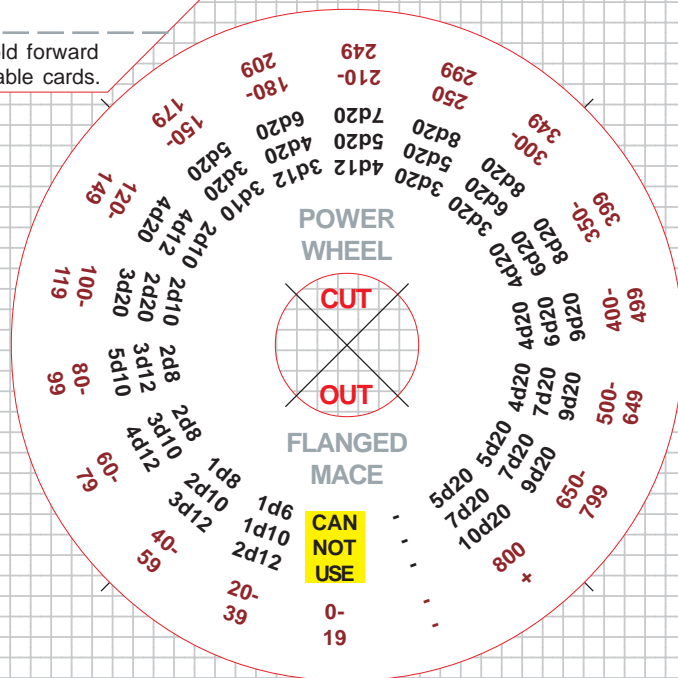 old forward
able cards.
POWER
WHEEL
CUT
OUT
FLANGED
MACE
CAN
NOT
USE
0-
19
1d6
1d10
2d12
20-
39
1d8
2d10
3d12
40-
59
2d8
3d10
4d12
60-
79
2d8
3d12
5d10
80-
99
2d10
2d20
3d20
100-
119
2d10
4d12
4d20
120-
149
3d10
3d20
5d20
150-
179
3d12
4d20
6d20
180-
209
4d12
5d20
7d20
210-
249
3d20
5d20
8d20
250
299
3d20
6d20
8d20
300-
349
4d20
6d20
8d20
350-
399
4d20
6d20
9d20
400-
499
4d20
7d20
9d20
500-
649
5d20
7d20
9d20
650-
799
5d20
7d20
10d20
800
+
-
-
-
-
-